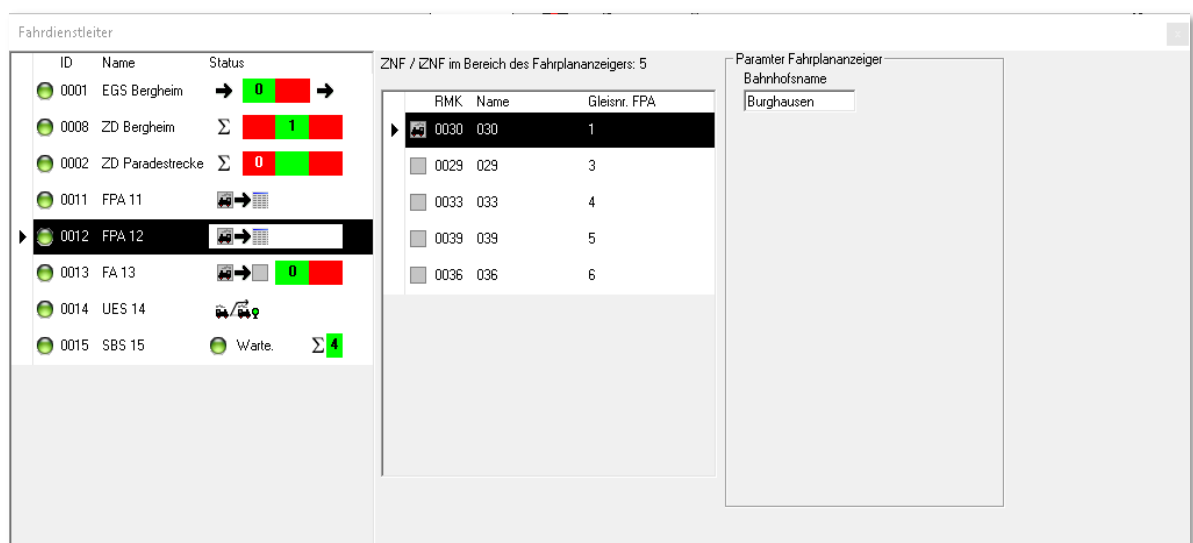 Fahrdienstleiter
ID Name Status
0001 EGS Bergheim 0
0008 ZD Bergheim Σ 1
0002 ZD Paradestrecke Σ 0
0011 FPA 11
0012 FPA 12
0013 FA 13 0
0014 UES 14
0015 SBS 15 Warte. Σ 4
ZNF / iZNF im Bereich des Fahrplananzeigers: 5
RMK Name Gleisnr. FPA
0030 030 1
0029 029 3
0033 033 4
0039 039 5
0036 036 6
Paramter Fahrplananzeiger
Bahnhofsname
Burghausen